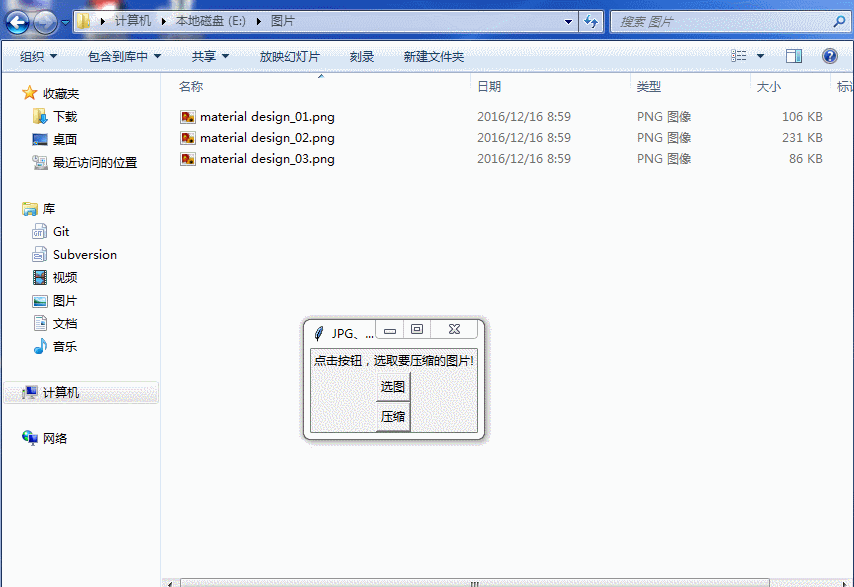 计算机 本地磁盘 (E:) 图片 搜索 图片
组织 包含到库中 共享 放映幻灯片 刻录 新建文件夹
名称 日期 类型 大小 标
material design_01.png 2016/12/16 8:59 PNG 图像 106 KB
material design_02.png 2016/12/16 8:59 PNG 图像 231 KB
material design_03.png 2016/12/16 8:59 PNG 图像 86 KB
收藏夹
下载
桌面
最近访问的位置
库
Git
Subversion
视频
图片
文档
音乐
计算机
网络
JPG、...
点击按钮，选取要压缩的图片!
选图
压缩